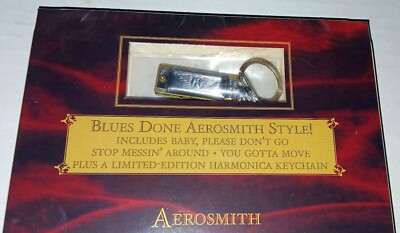 BLUES DONE AEROSMITH STYLE!
INCLUDES BABY, PLEASE DON'T GO
STOP MESSIN' AROUND • YOU GOTTA MOVE
PLUS A LIMITED-EDITION HARMONICA KEYCHAIN
AEROSMITH